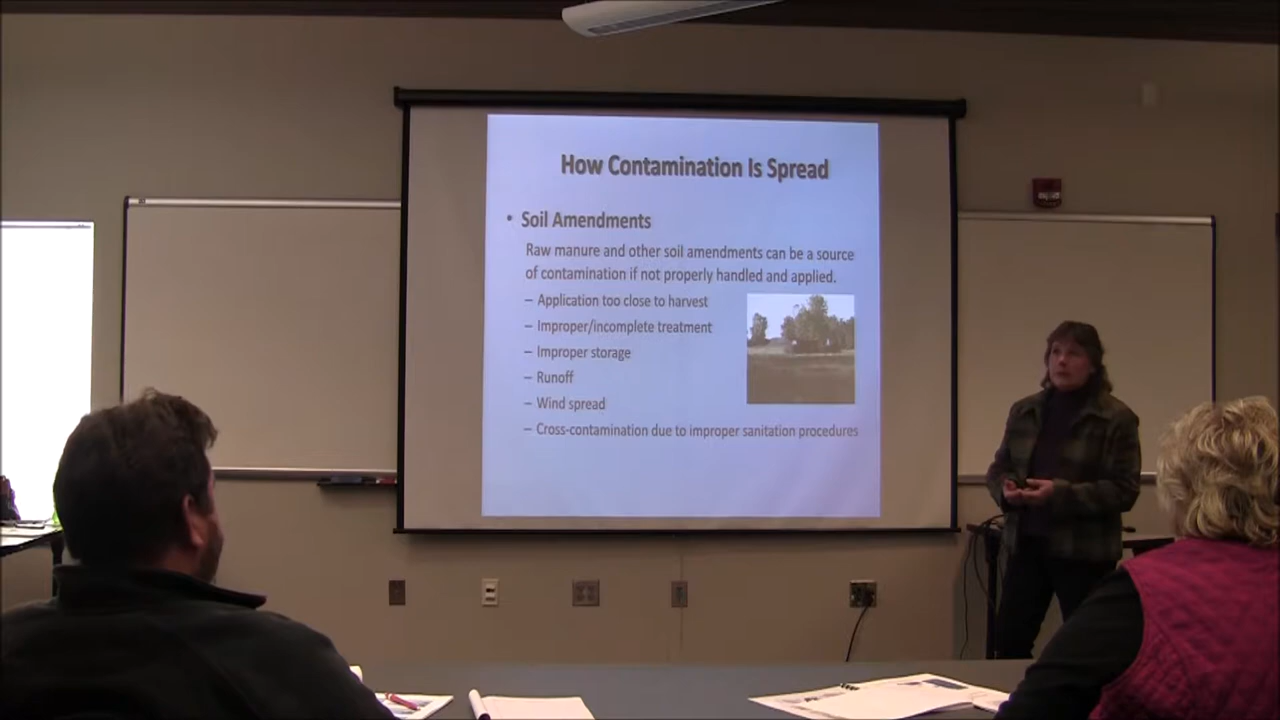 How Contamination Is Spread
• Soil Amendments
Raw manure and other soil amendments can be a source
of contamination if not properly handled and applied.
– Application too close to harvest
– Improper/incomplete treatment
– Improper storage
– Runoff
– Wind spread
– Cross-contamination due to improper sanitation procedures